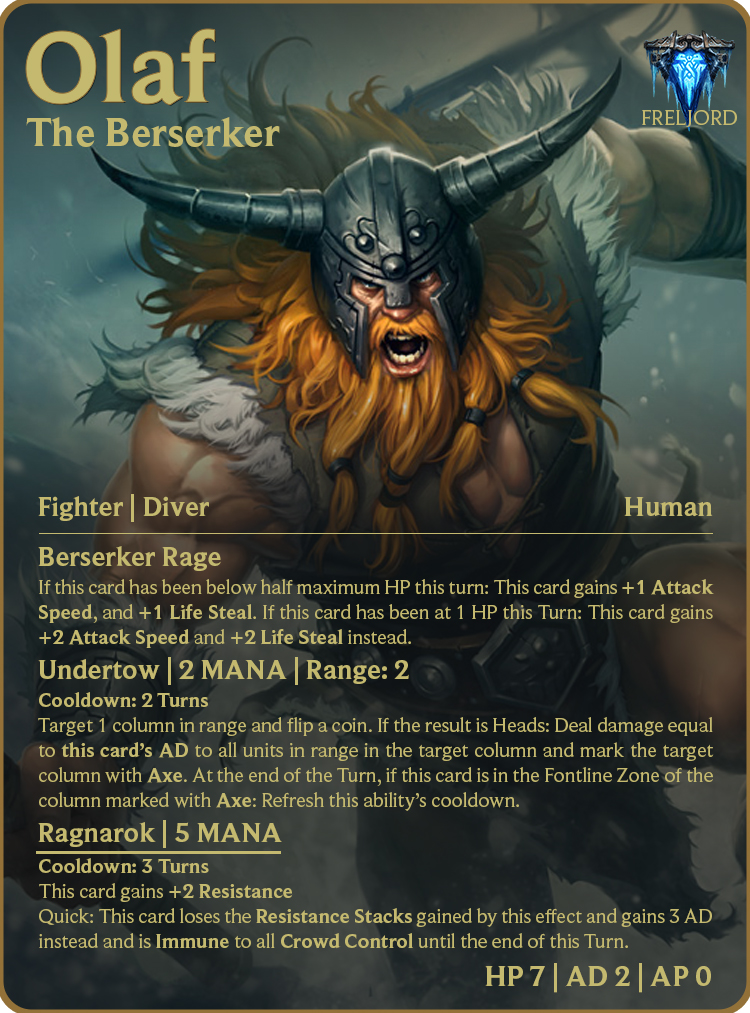 Olaf
FRELJORD
The Berserker
Fighter | Diver
Human
Berserker Rage
If this card has been below half maximum HP this turn: This card gains +1 Attack
Speed, and +1 Life Steal. If this card has been at 1 HP this Turn: This card gains
+2 Attack Speed and +2 Life Steal instead.
Undertow | 2 MANA | Range: 2
Cooldown: 2 Turns
Target 1 column in range and flip a coin. If the result is Heads: Deal damage equal
to this card's AD to all units in range in the target column and mark the target
column with Axe. At the end of the Turn, if this card is in the Fontline Zone of the
column marked with Axe: Refresh this ability's cooldown.
Ragnarok | 5 MANA
Cooldown: 3 Turns
This card gains +2 Resistance
Quick: This card loses the Resistance Stacks gained by this effect and gains 3 AD
instead and is Immune to all Crowd Control until the end of this Turn.
HP 7 | AD 2 | AP 0